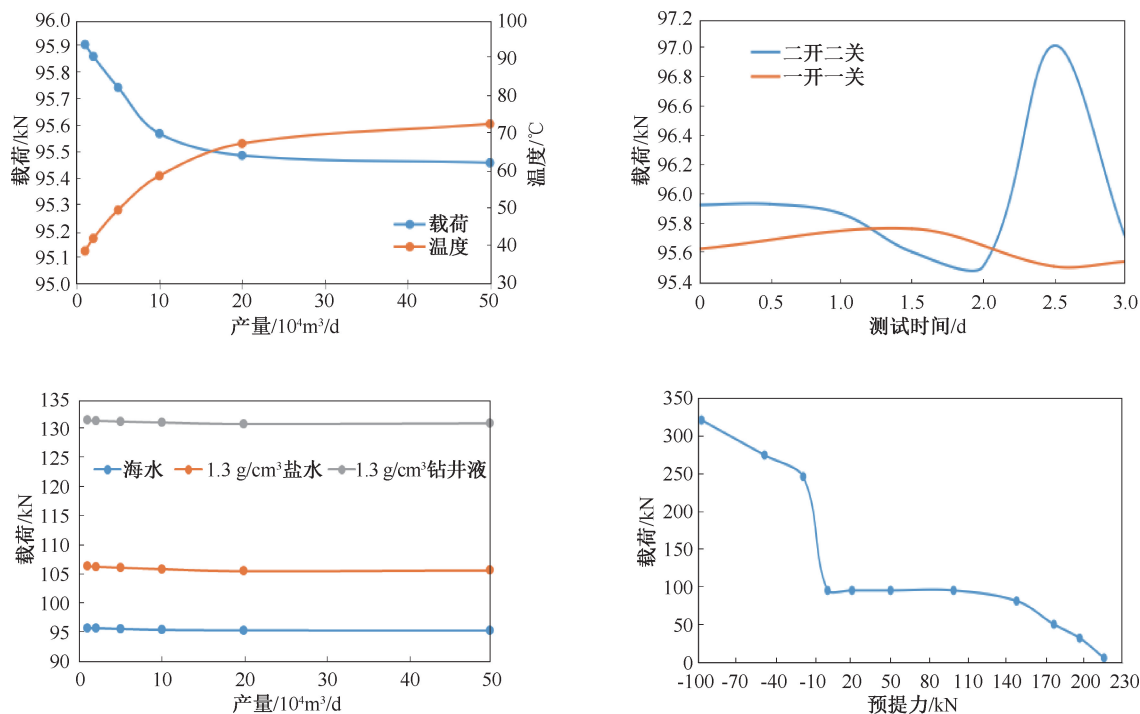 96.0
95.9
95.8
95.7
95.6
95.5
95.4
95.3
95.2
95.1
95.0
载荷/kN
100
90
80
70
60
50
40
30
温度/℃
载荷
温度
0 10 20 30 40 50
产量/10⁴m³/d
97.2
97.0
96.8
96.6
96.4
96.2
96.0
95.8
95.6
95.4
载荷/kN
二开二关
一开一关
0 0.5 1.0 1.5 2.0 2.5 3.0
测试时间/d
135
130
125
120
115
110
105
100
95
90
载荷/kN
海水 1.3 g/cm³盐水 1.3 g/cm³钻井液
0 10 20 30 40 50
产量/10⁴m³/d
350
300
250
200
150
100
50
0
载荷/kN
-100 -70 -40 -10 20 50 80 110 140 170 200 230
预提力/kN